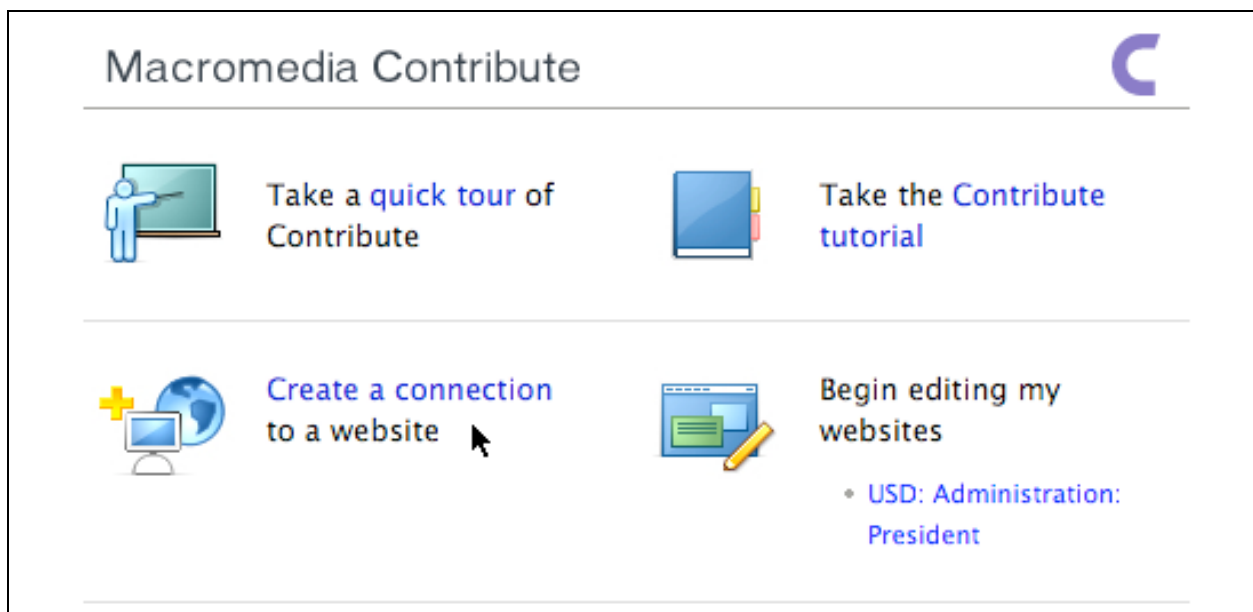 Macromedia Contribute
Take a quick tour of
Contribute
Take the Contribute
tutorial
Create a connection
to a website
Begin editing my
websites
• USD: Administration:
President